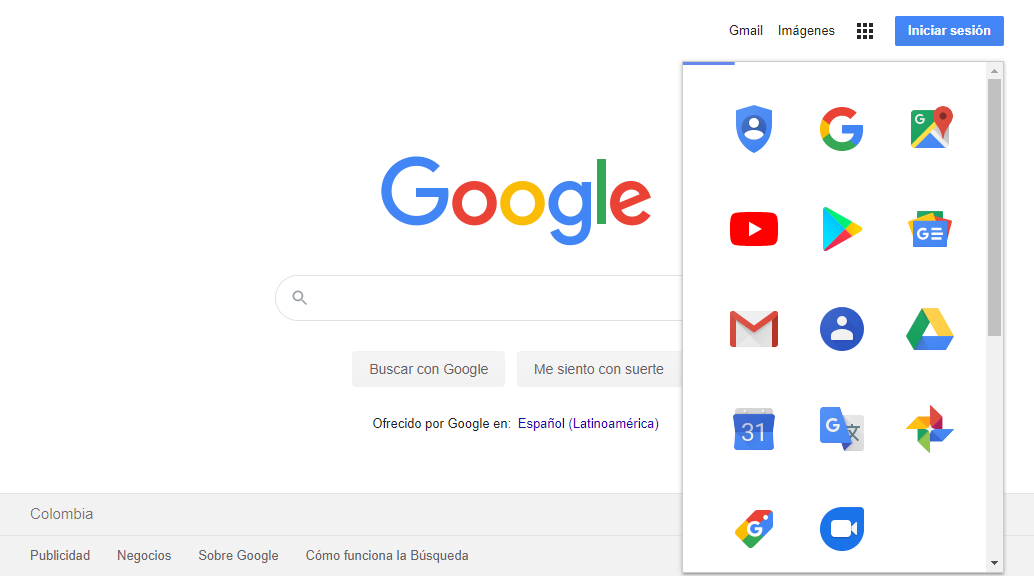 Gmail Imágenes Iniciar sesión
Google
Buscar con Google Me siento con suerte
Ofrecido por Google en: Español (Latinoamérica)
31
Colombia
Publicidad Negocios Sobre Google Cómo funciona la Búsqueda